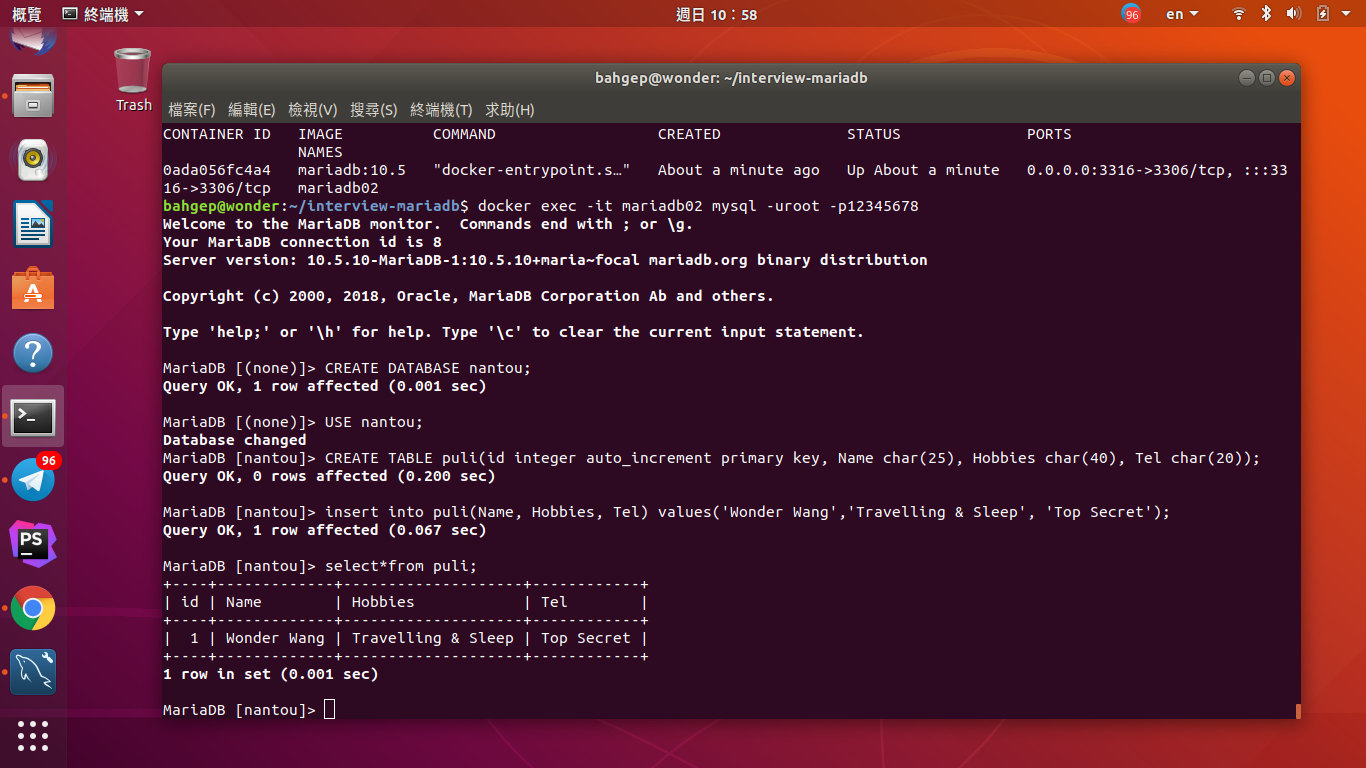 概覽 終端機 週日 10：58 96 en
Trash
bahgep@wonder: ~/interview-mariadb
檔案(F) 編輯(E) 檢視(V) 搜尋(S) 終端機(T) 求助(H)
CONTAINER ID   IMAGE          COMMAND                  CREATED              STATUS              PORTS
               NAMES
0ada056fc4a4   mariadb:10.5   "docker-entrypoint.s…"   About a minute ago   Up About a minute   0.0.0.0:3316->3306/tcp, :::33
16->3306/tcp   mariadb02
bahgep@wonder:~/interview-mariadb$ docker exec -it mariadb02 mysql -uroot -p12345678
Welcome to the MariaDB monitor.  Commands end with ; or \g.
Your MariaDB connection id is 8
Server version: 10.5.10-MariaDB-1:10.5.10+maria~focal mariadb.org binary distribution
Copyright (c) 2000, 2018, Oracle, MariaDB Corporation Ab and others.
Type 'help;' or '\h' for help. Type '\c' to clear the current input statement.
MariaDB [(none)]> CREATE DATABASE nantou;
Query OK, 1 row affected (0.001 sec)
MariaDB [(none)]> USE nantou;
Database changed
MariaDB [nantou]> CREATE TABLE puli(id integer auto_increment primary key, Name char(25), Hobbies char(40), Tel char(20));
Query OK, 0 rows affected (0.200 sec)
MariaDB [nantou]> insert into puli(Name, Hobbies, Tel) values('Wonder Wang','Travelling & Sleep', 'Top Secret');
Query OK, 1 row affected (0.067 sec)
MariaDB [nantou]> select*from puli;
+----+-------------+--------------------+------------+
| id | Name        | Hobbies            | Tel        |
+----+-------------+--------------------+------------+
|  1 | Wonder Wang | Travelling & Sleep | Top Secret |
+----+-------------+--------------------+------------+
1 row in set (0.001 sec)
MariaDB [nantou]>
96
PS